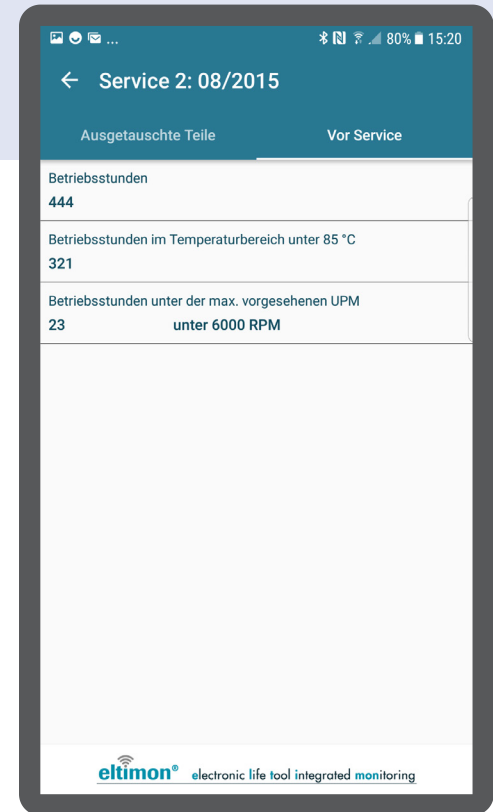 ... 80% 15:20
Service 2: 08/2015
Ausgetauschte Teile Vor Service
Betriebsstunden
444
Betriebsstunden im Temperaturbereich unter 85 °C
321
Betriebsstunden unter der max. vorgesehenen UPM
23 unter 6000 RPM
eltimon® electronic life tool integrated monitoring